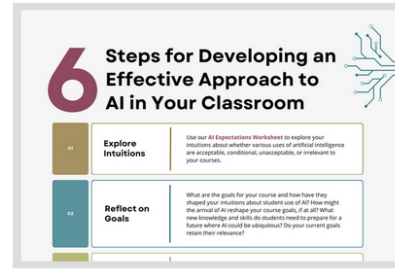 6 Steps for Developing an
Effective Approach to
AI in Your Classroom
01
Explore
Intuitions
Use our AI Expectations Worksheet to explore your
intuitions about whether various uses of artificial intelligence
are acceptable, conditional, unacceptable, or irrelevant to
your courses.
02
Reflect on
Goals
What are the goals for your course and how have they
shaped your intuitions about student use of AI? How might
the arrival of AI reshape your course goals, if at all? What
new knowledge and skills do students need to prepare for a
future where AI could be ubiquitous? Do your current goals
retain their relevance?